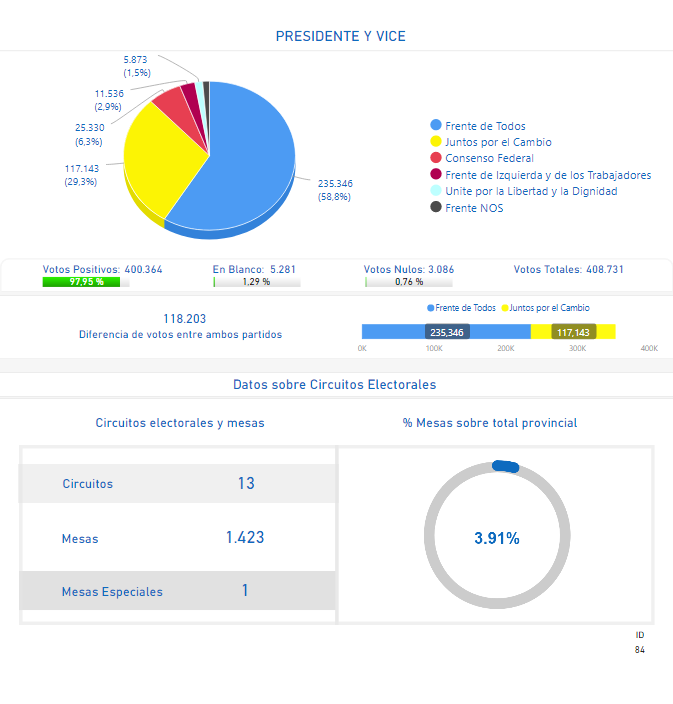 PRESIDENTE Y VICE
5.873
(1,5%)
11.536
(2,9%)
25.330
(6,3%)
117.143
(29,3%)
235.346
(58,8%)
Frente de Todos
Juntos por el Cambio
Consenso Federal
Frente de Izquierda y de los Trabajadores
Unite por la Libertad y la Dignidad
Frente NOS
Votos Positivos: 400.364
97,95 %
En Blanco: 5.281
1,29 %
Votos Nulos: 3.086
0,76 %
Votos Totales: 408.731
118.203
Diferencia de votos entre ambos partidos
Frente de Todos Juntos por el Cambio
235,346 117,143
0K 100K 200K 300K 400K
Datos sobre Circuitos Electorales
Circuitos electorales y mesas
Circuitos 13
Mesas 1.423
Mesas Especiales 1
% Mesas sobre total provincial
3.91%
ID
84